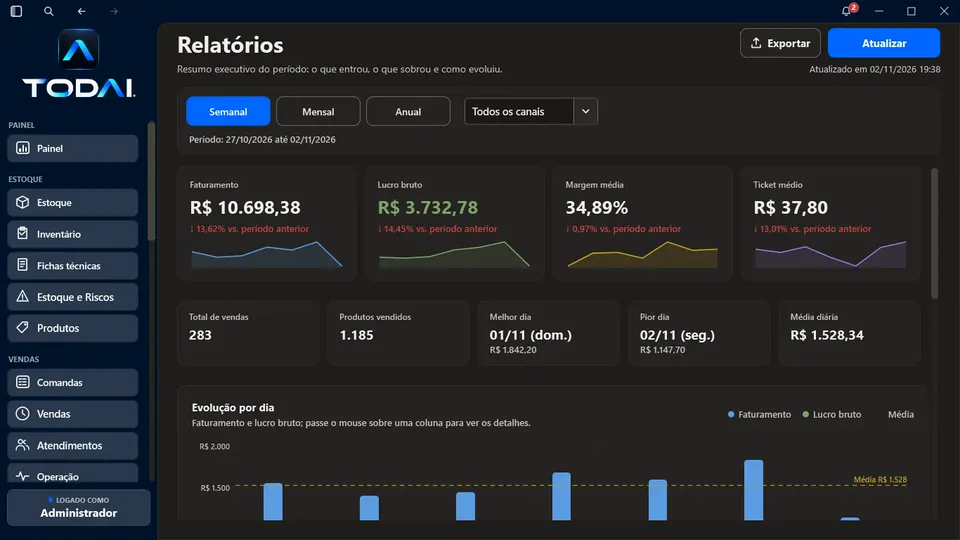 2
TODAI.
PAINEL
Painel
ESTOQUE
Estoque
Inventário
Fichas técnicas
Estoque e Riscos
Produtos
VENDAS
Comandas
Vendas
Atendimentos
Operação
LOGADO COMO
Administrador
Relatórios
Resumo executivo do período: o que entrou, o que sobrou e como evoluiu.
Exportar
Atualizar
Atualizado em 02/11/2026 19:38
Semanal
Mensal
Anual
Todos os canais
Período: 27/10/2026 até 02/11/2026
Faturamento
R$ 10.698,38
↓ 13,62% vs. período anterior
Lucro bruto
R$ 3.732,78
↓ 14,45% vs. período anterior
Margem média
34,89%
↓ 0,97% vs. período anterior
Ticket médio
R$ 37,80
↓ 13,01% vs. período anterior
Total de vendas
283
Produtos vendidos
1.185
Melhor dia
01/11 (dom.)
R$ 1.842,20
Pior dia
02/11 (seg.)
R$ 1.147,70
Média diária
R$ 1.528,34
Evolução por dia
Faturamento e lucro bruto; passe o mouse sobre uma coluna para ver os detalhes.
Faturamento
Lucro bruto
Média
R$ 2.000
R$ 1.500
Média R$ 1.528